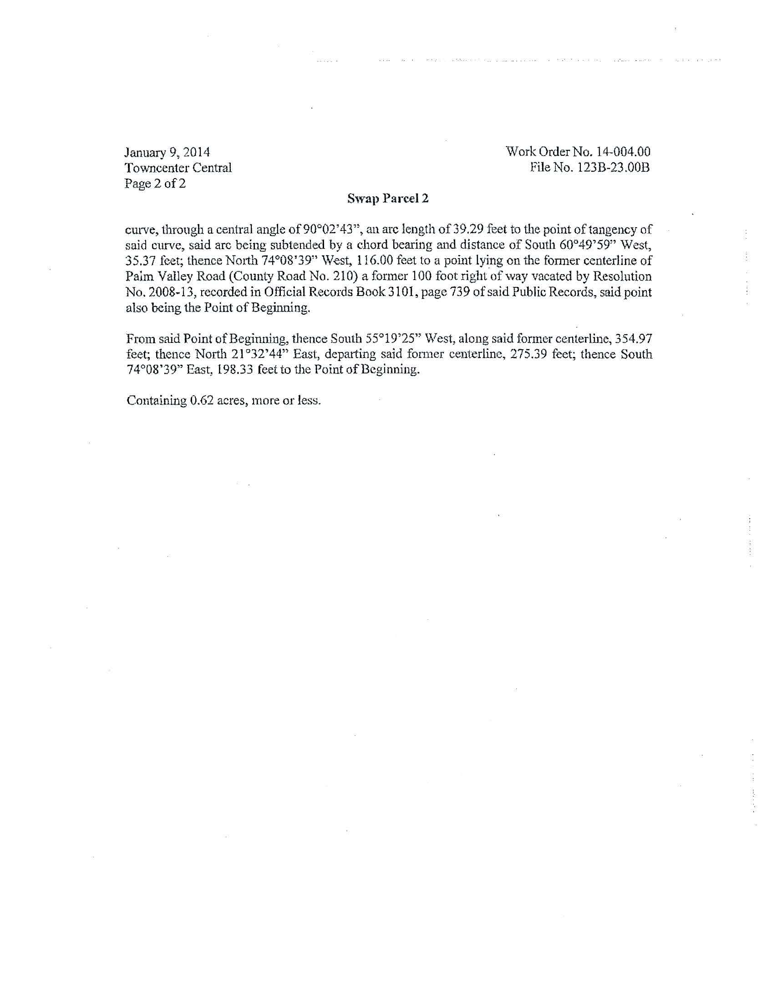 January 9, 2014
Work Order No. 14-004.00
Towncenter Central
File No. 123B-23.00B
Page 2 of 2
Swap Parcel 2
curve, through a central angle of 90°02'43", an arc length of 39.29 feet to the point of tangency of
said curve, said arc being subtended by a chord bearing and distance of South 60°49'59" West,
35.37 feet; thence North 74°08'39" West, 116.00 feet to a point lying on the former centerline of
Palm Valley Road (County Road No. 210) a former 100 foot right of way vacated by Resolution
No. 2008-13, recorded in Official Records Book 3101, page 739 of said Public Records, said point
also being the Point of Beginning.
From said Point of Beginning, thence South 55°19'25" West, along said former centerline, 354.97
feet; thence North 21°32'44" East, departing said former centerline, 275.39 feet; thence South
74°08'39" East, 198.33 feet to the Point of Beginning.
Containing 0.62 acres, more or less.